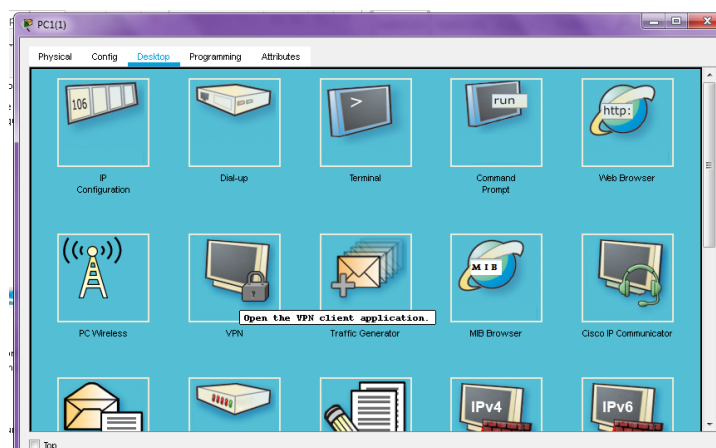 PC1(1)
Physical Config Desktop Programming Attributes
106
>
run
http:
IP
Configuration
Dial-up
Terminal
Command
Prompt
Web Browser
MIB
PC Wireless
VPN
Traffic Generator
MIB Browser
Cisco IP Communicator
Open the VPN client application.
IPv4
IPv6
Top